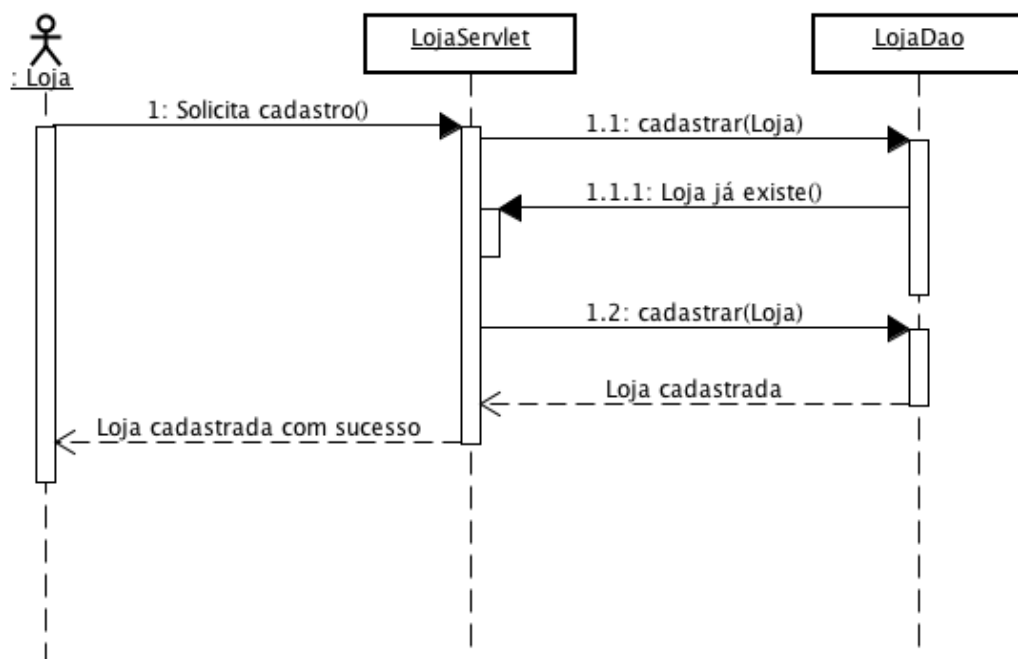 LojaServlet
LojaDao
: Loja
1: Solicita cadastro()
1.1: cadastrar(Loja)
1.1.1: Loja já existe()
1.2: cadastrar(Loja)
Loja cadastrada
Loja cadastrada com sucesso